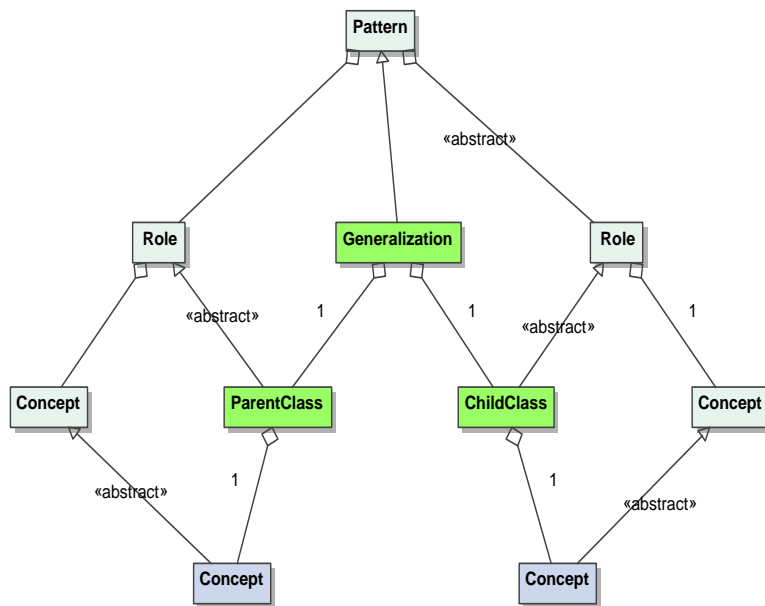 Pattern
«abstract»
Role
Generalization
Role
«abstract»
1
1
«abstract»
1
Concept
ParentClass
ChildClass
Concept
«abstract»
1
1
«abstract»
Concept
Concept